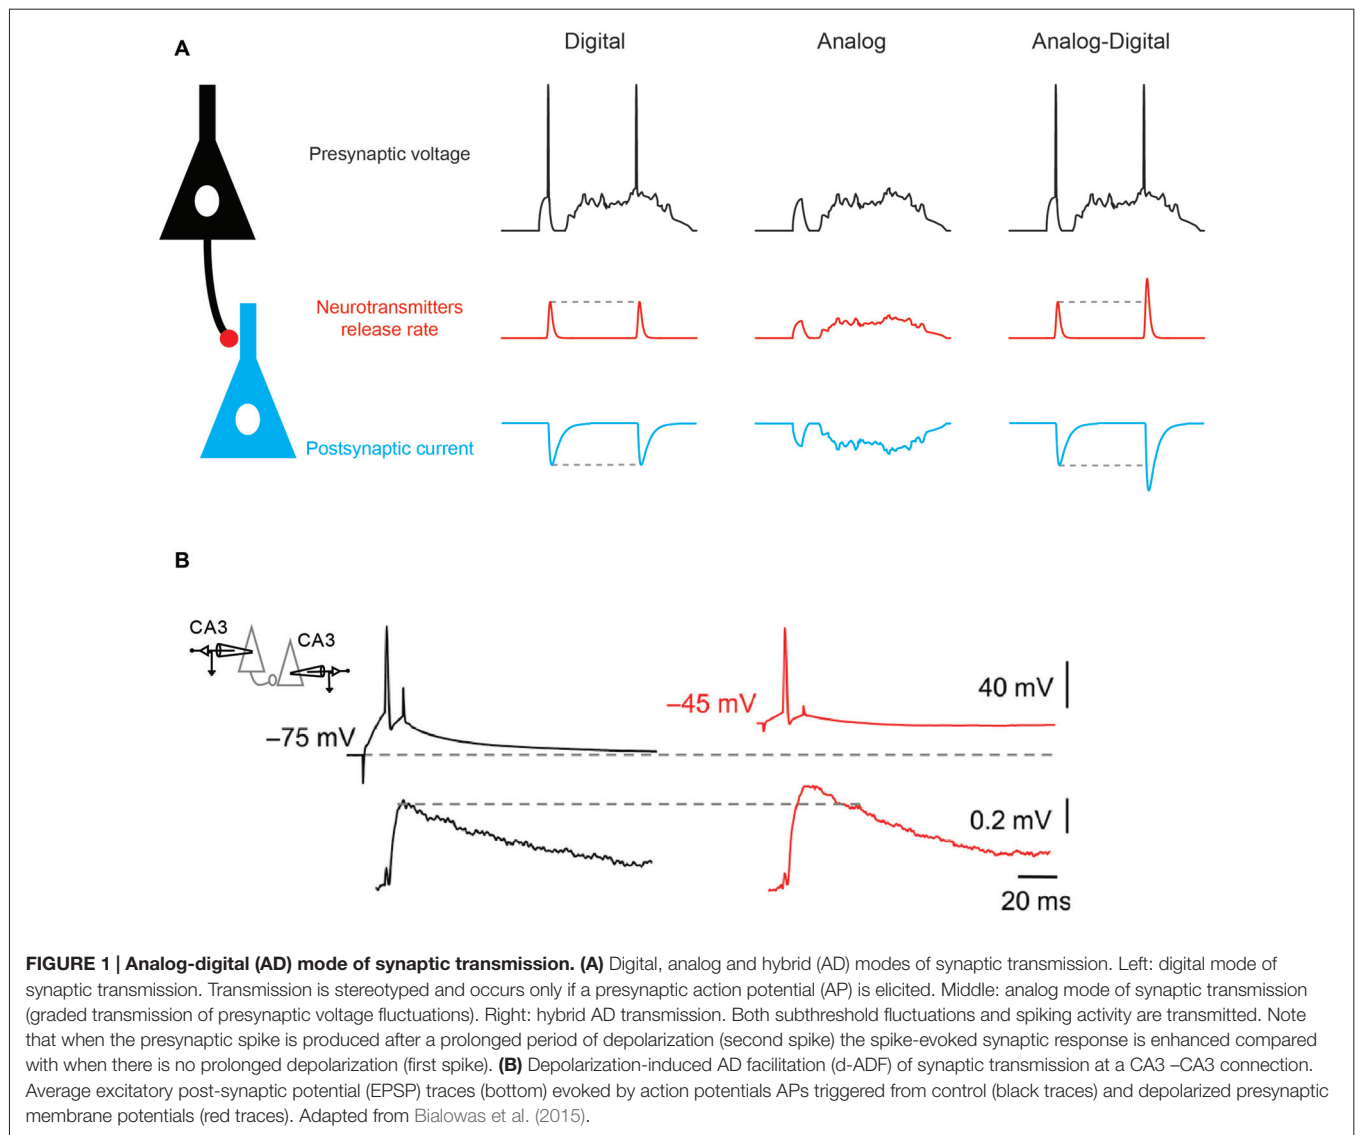 A
Digital
Analog
Analog-Digital
Presynaptic voltage
Neurotransmitters
release rate
Postsynaptic current
B
CA3
CA3
–75 mV
–45 mV
40 mV
0.2 mV
20 ms
FIGURE 1 | Analog-digital (AD) mode of synaptic transmission. (A) Digital, analog and hybrid (AD) modes of synaptic transmission. Left: digital mode of
synaptic transmission. Transmission is stereotyped and occurs only if a presynaptic action potential (AP) is elicited. Middle: analog mode of synaptic transmission
(graded transmission of presynaptic voltage fluctuations). Right: hybrid AD transmission. Both subthreshold fluctuations and spiking activity are transmitted. Note
that when the presynaptic spike is produced after a prolonged period of depolarization (second spike) the spike-evoked synaptic response is enhanced compared
with when there is no prolonged depolarization (first spike). (B) Depolarization-induced AD facilitation (d-ADF) of synaptic transmission at a CA3 –CA3 connection.
Average excitatory post-synaptic potential (EPSP) traces (bottom) evoked by action potentials APs triggered from control (black traces) and depolarized presynaptic
membrane potentials (red traces). Adapted from Bialowas et al. (2015).